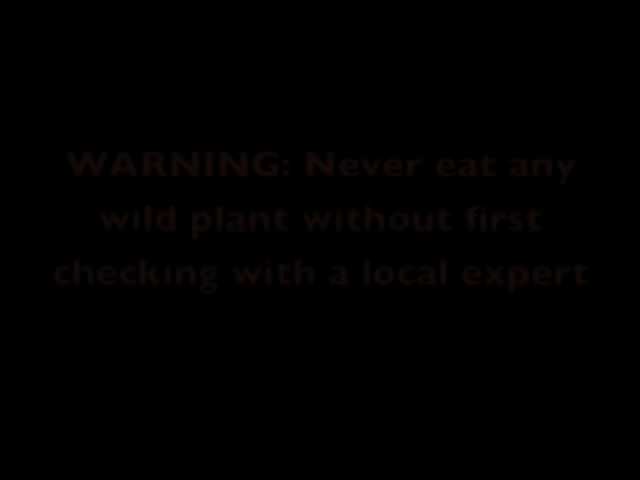 WARNING: Never eat any
wild plant without first
checking with a local expert